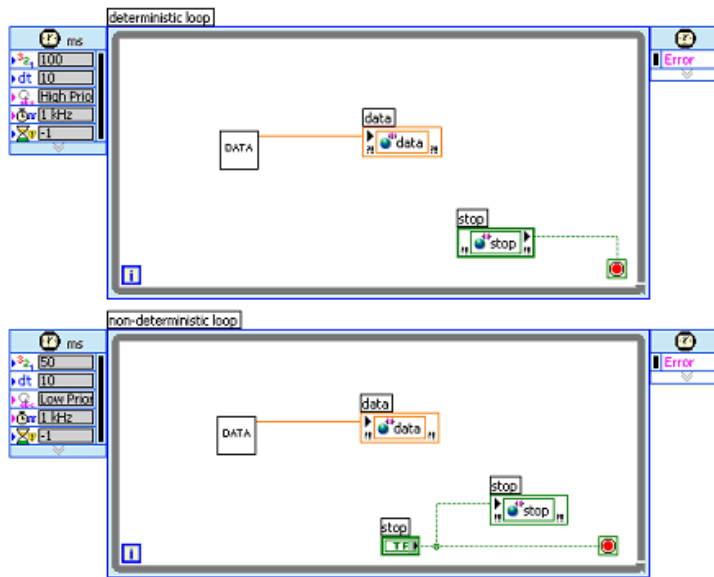 deterministic loop
ms
100
dt 10
High Prio
1 kHz
-1
Error
data
DATA
data
stop
stop
i
non-deterministic loop
ms
50
dt 10
Low Prior
1 kHz
-1
Error
data
DATA
data
stop
stop
stop
TF
i